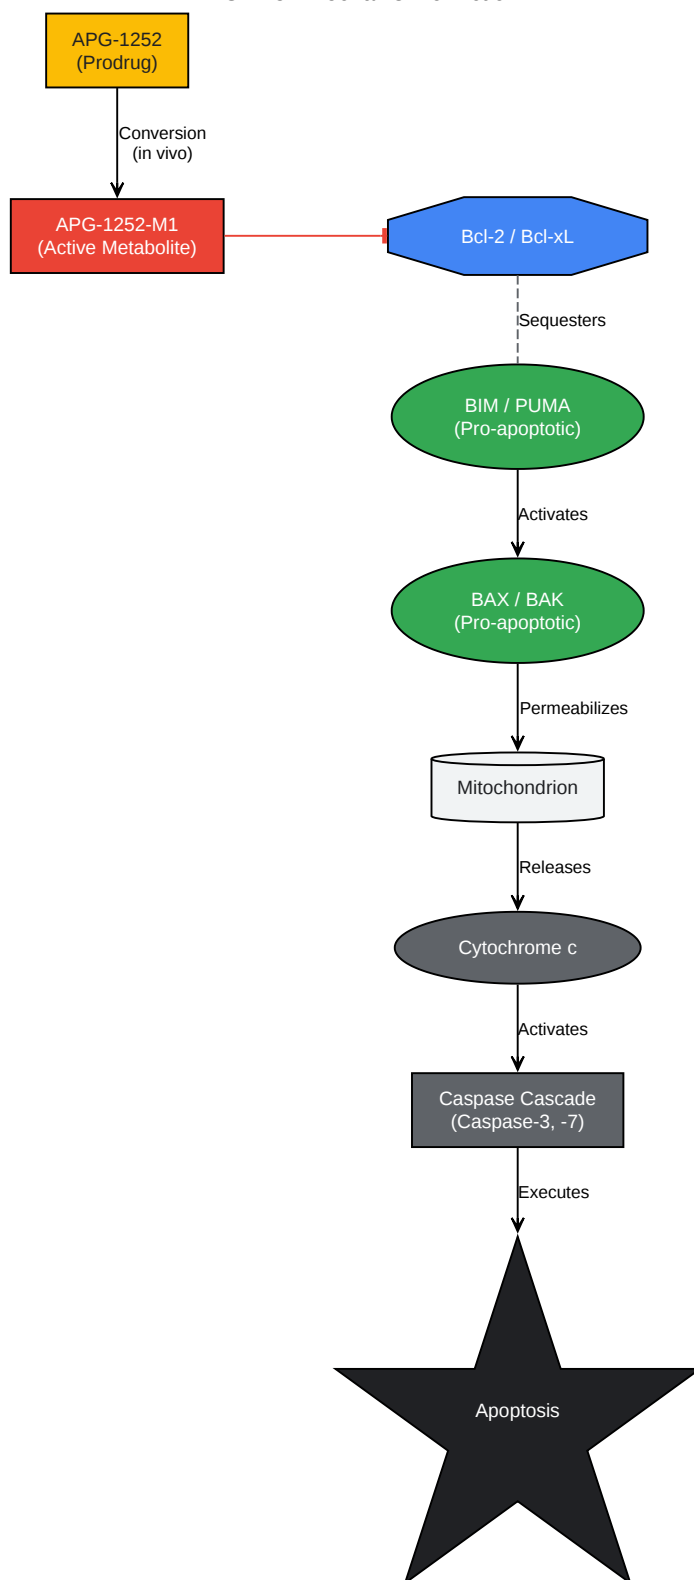 APG-1252
(Prodrug)
Conversion
(in vivo)
APG-1252-M1
(Active Metabolite)
Bcl-2 / Bcl-xL
Sequesters
BIM / PUMA
(Pro-apoptotic)
Activates
BAX / BAK
(Pro-apoptotic)
Permeabilizes
Mitochondrion
Releases
Cytochrome c
Activates
Caspase Cascade
(Caspase-3, -7)
Executes
Apoptosis